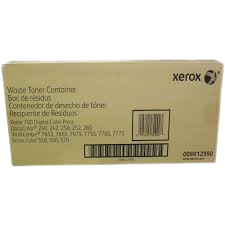 Waste Toner Container
Bac de résidus
Contenedor de desecho de tóner
Recipiente de Resíduos
xerox
Xerox 700 Digital Color Press
DocuColor 240, 242, 250, 252, 260
WorkCentre 7655, 7665, 7675, 7755, 7765, 7775
Xerox Color 550, 560, 570
008R12990